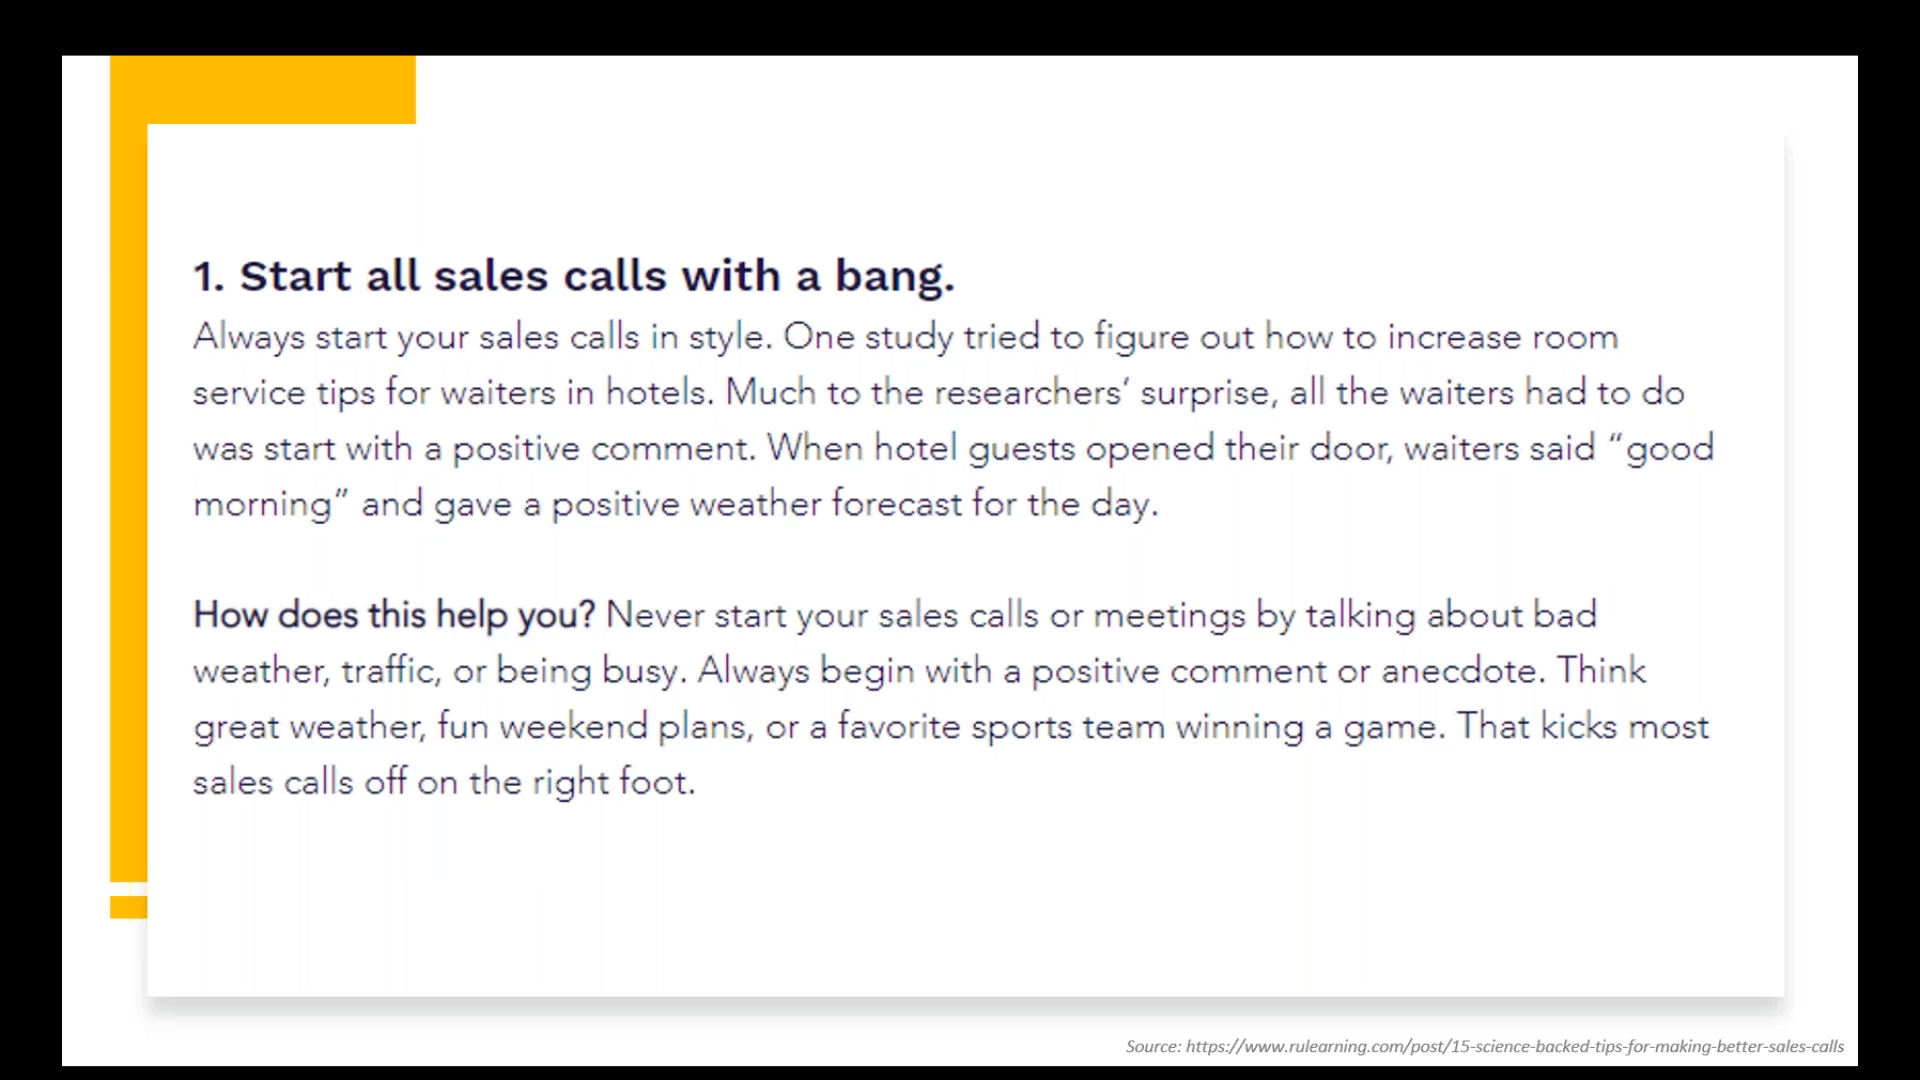 1. Start all sales calls with a bang.
Always start your sales calls in style. One study tried to figure out how to increase room
service tips for waiters in hotels. Much to the researchers’ surprise, all the waiters had to do
was start with a positive comment. When hotel guests opened their door, waiters said “good
morning” and gave a positive weather forecast for the day.
How does this help you? Never start your sales calls or meetings by talking about bad
weather, traffic, or being busy. Always begin with a positive comment or anecdote. Think
great weather, fun weekend plans, or a favorite sports team winning a game. That kicks most
sales calls off on the right foot.
Source: https://www.rulearning.com/post/15-science-backed-tips-for-making-better-sales-calls